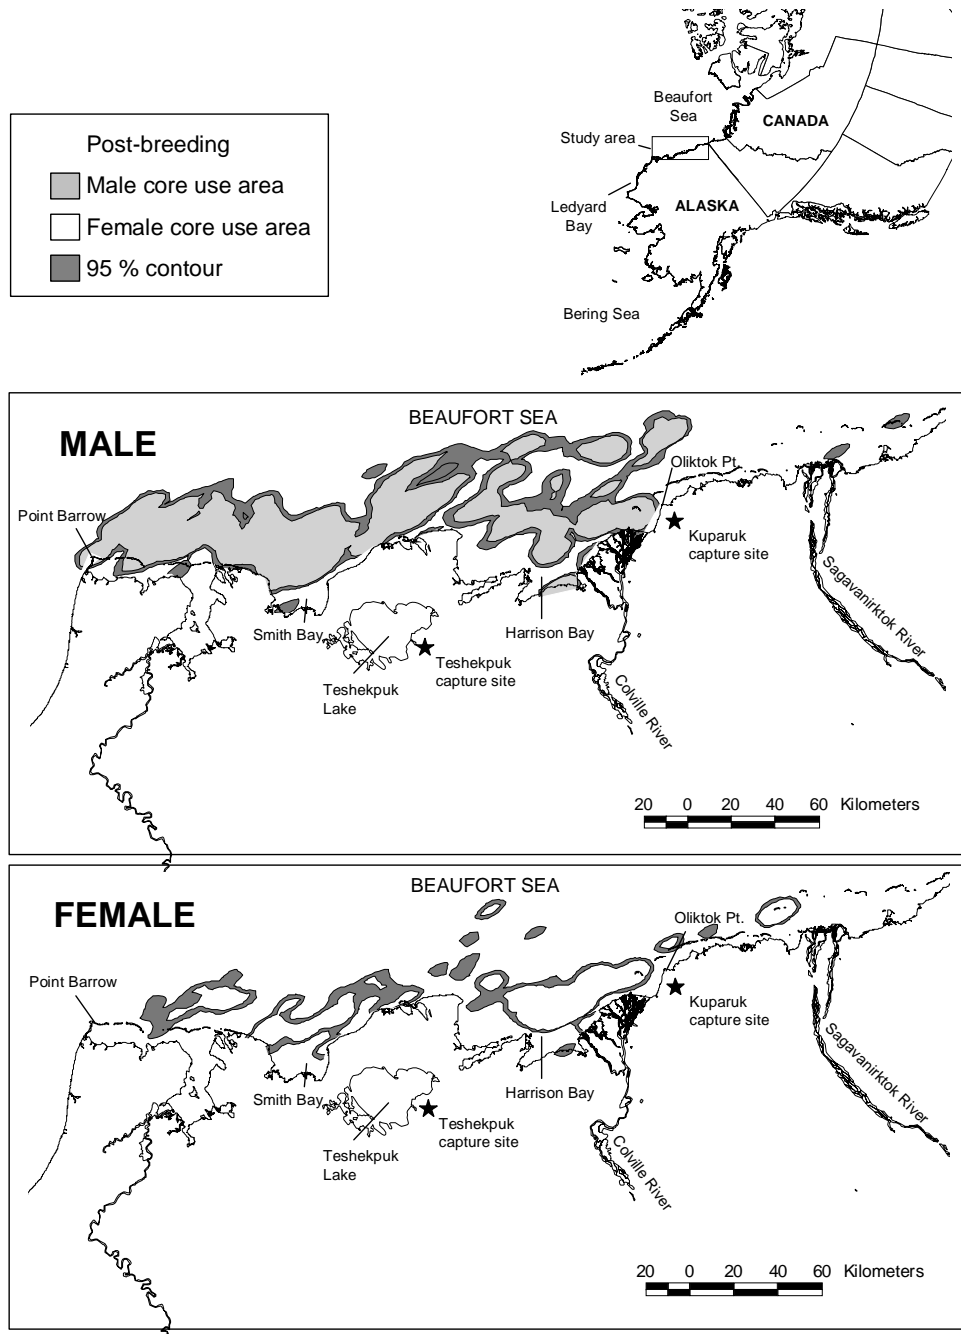 Beaufort
Sea
CANADA
Study area
Ledyard
Bay
ALASKA
Bering Sea
Post-breeding
Male core use area
Female core use area
95 % contour
BEAUFORT SEA
MALE
Oliktok Pt.
Point Barrow
Kuparuk
capture site
Sagavanirktok River
Smith Bay
Harrison Bay
Teshekpuk
capture site
Teshekpuk
Lake
Colville River
20 0 20 40 60 Kilometers
BEAUFORT SEA
FEMALE
Oliktok Pt.
Point Barrow
Kuparuk
capture site
Sagavanirktok River
Smith Bay
Harrison Bay
Teshekpuk
capture site
Teshekpuk
Lake
Colville River
20 0 20 40 60 Kilometers